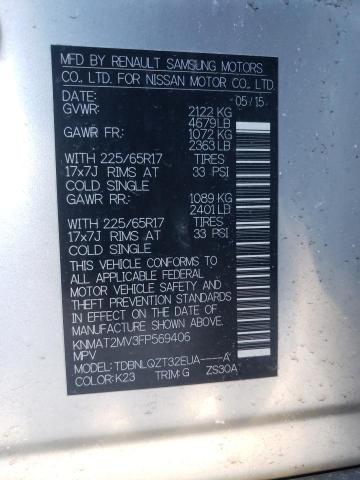 MFD BY RENAULT SAMSUNG MOTORS
CO., LTD. FOR NISSAN MOTOR CO., LTD.
DATE: 05/15
GVWR: 2122 KG
4679LB
GAWR FR: 1072 KG
2363 LB
WITH 225/65R17 TIRES
17x7J RIMS AT 33 PSI
COLD SINGLE
GAWR RR: 1089 KG
2401 LB
WITH 225/65R17 TIRES
17x7J RIMS AT 33 PSI
COLD SINGLE
THIS VEHICLE CONFORMS TO
ALL APPLICABLE FEDERAL
MOTOR VEHICLE SAFETY AND
THEFT PREVENTION STANDARDS
IN EFFECT ON THE DATE OF
MANUFACTURE SHOWN ABOVE.
KNMAT2MV3FP569406
MPV
MODEL: TDBNLQZT32EUA----A
COLOR: K23 TRIM: G ZS30A